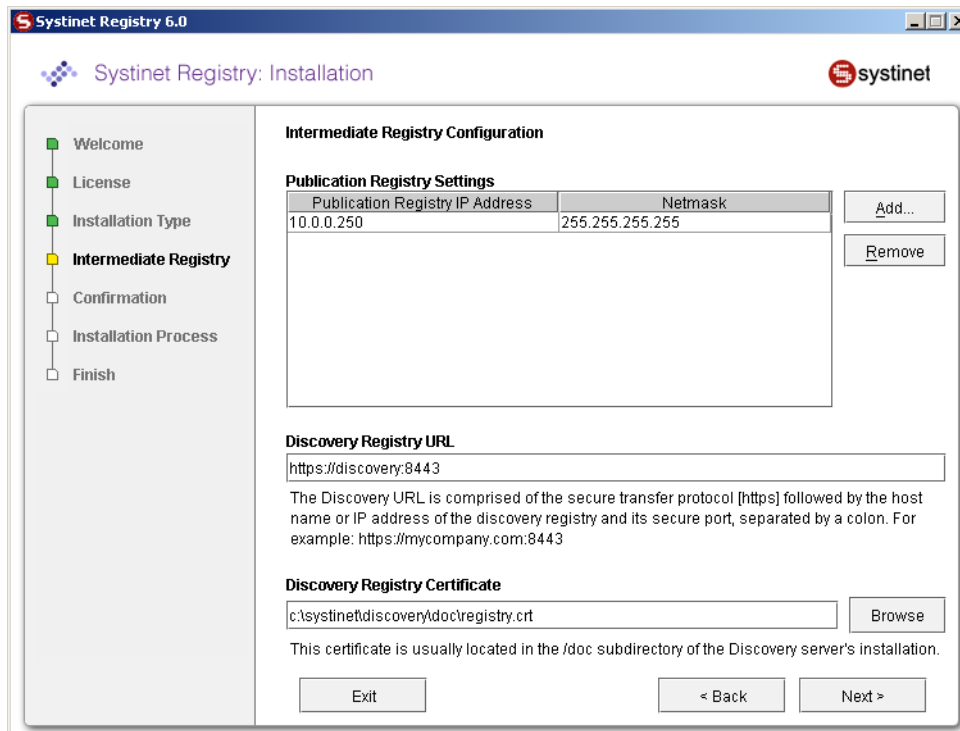 Systinet Registry 6.0
Systinet Registry: Installation
systinet
Welcome
License
Installation Type
Intermediate Registry
Confirmation
Installation Process
Finish
Intermediate Registry Configuration
Publication Registry Settings
Publication Registry IP Address Netmask
10.0.0.250 255.255.255.255
Add...
Remove
Discovery Registry URL
https://discovery:8443
The Discovery URL is comprised of the secure transfer protocol [https] followed by the host
name or IP address of the discovery registry and its secure port, separated by a colon. For
example: https://mycompany.com:8443
Discovery Registry Certificate
c:\systinet\discovery\doc\registry.crt
Browse
This certificate is usually located in the /doc subdirectory of the Discovery server's installation.
Exit
< Back
Next >